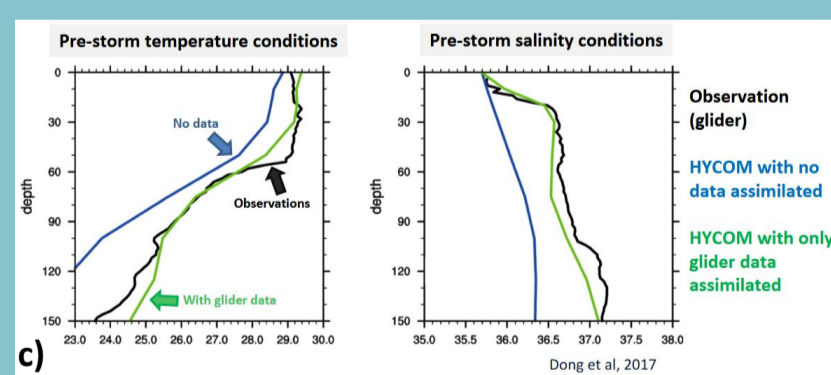 Pre-storm temperature conditions
0
30
60
90
120
150
depth
23.0 24.0 25.0 26.0 27.0 28.0 29.0 30.0
No data
Observations
With glider data
c)
Pre-storm salinity conditions
0
30
60
90
120
150
depth
35.0 35.5 36.0 36.5 37.0 37.5 38.0
Observation
(glider)
HYCOM with no
data assimilated
HYCOM with only
glider data
assimilated
Dong et al, 2017